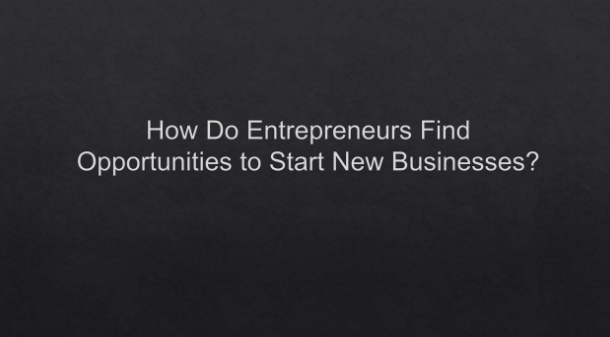 How Do Entrepreneurs Find
Opportunities to Start New Businesses?